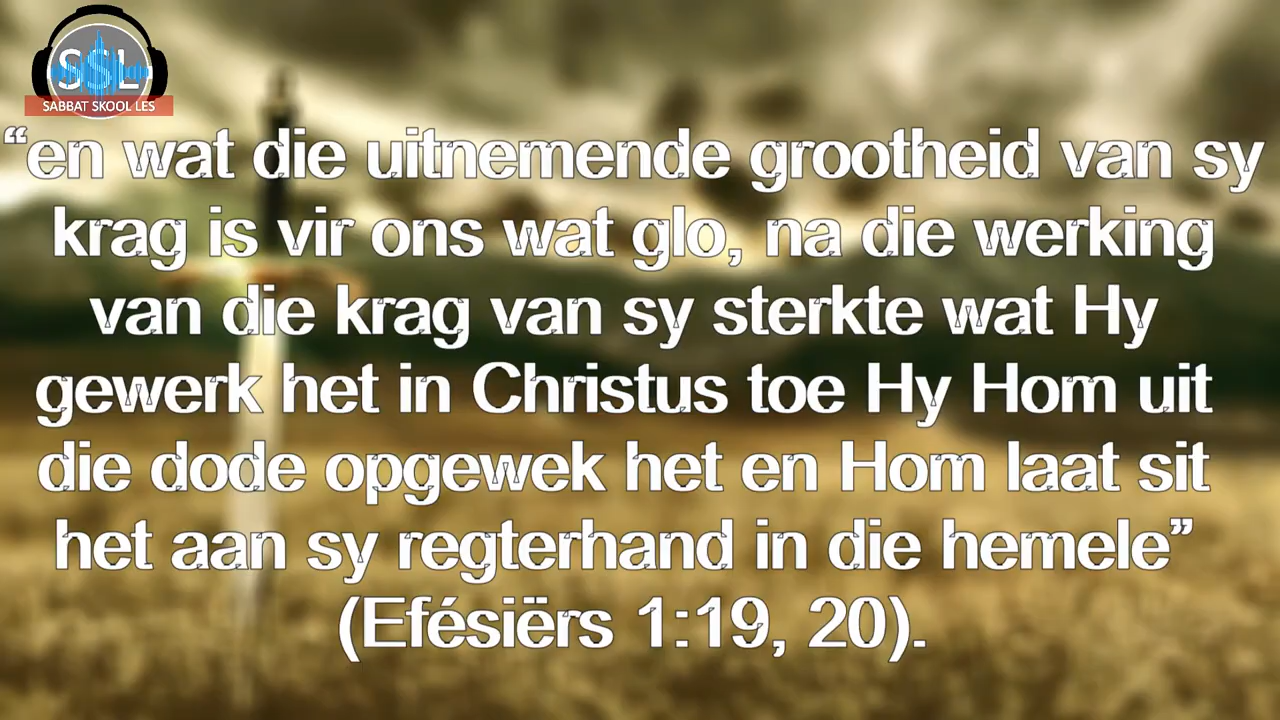 SSL
SABBAT SKOOL LES
“en wat die uitnemende grootheid van sy
krag is vir ons wat glo, na die werking
van die krag van sy sterkte wat Hy
gewerk het in Christus toe Hy Hom uit
die dode opgewek het en Hom laat sit
het aan sy regterhand in die hemele”
(Efésiërs 1:19, 20).